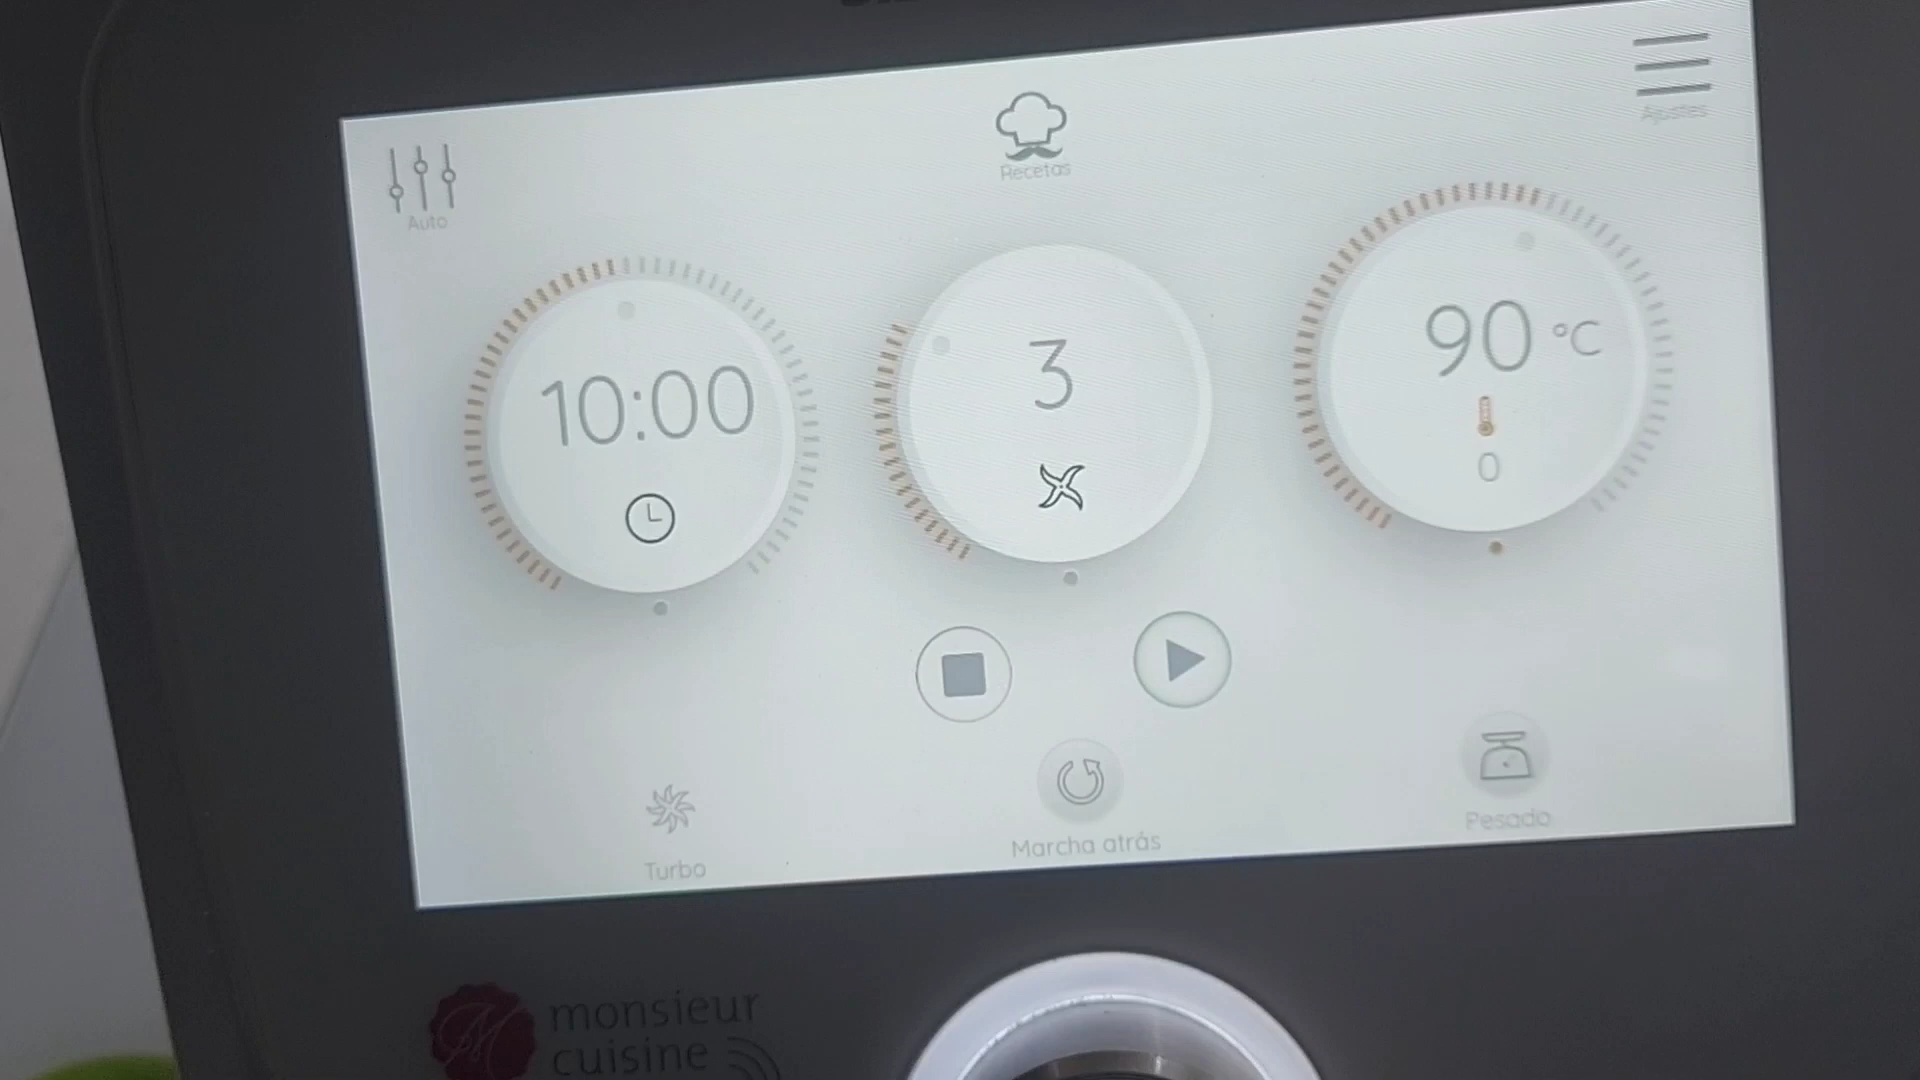 Ajustes
Recetas
Auto
10:00
3
90 °C
0
Turbo
Marcha atrás
Pesado
monsieur
cuisine